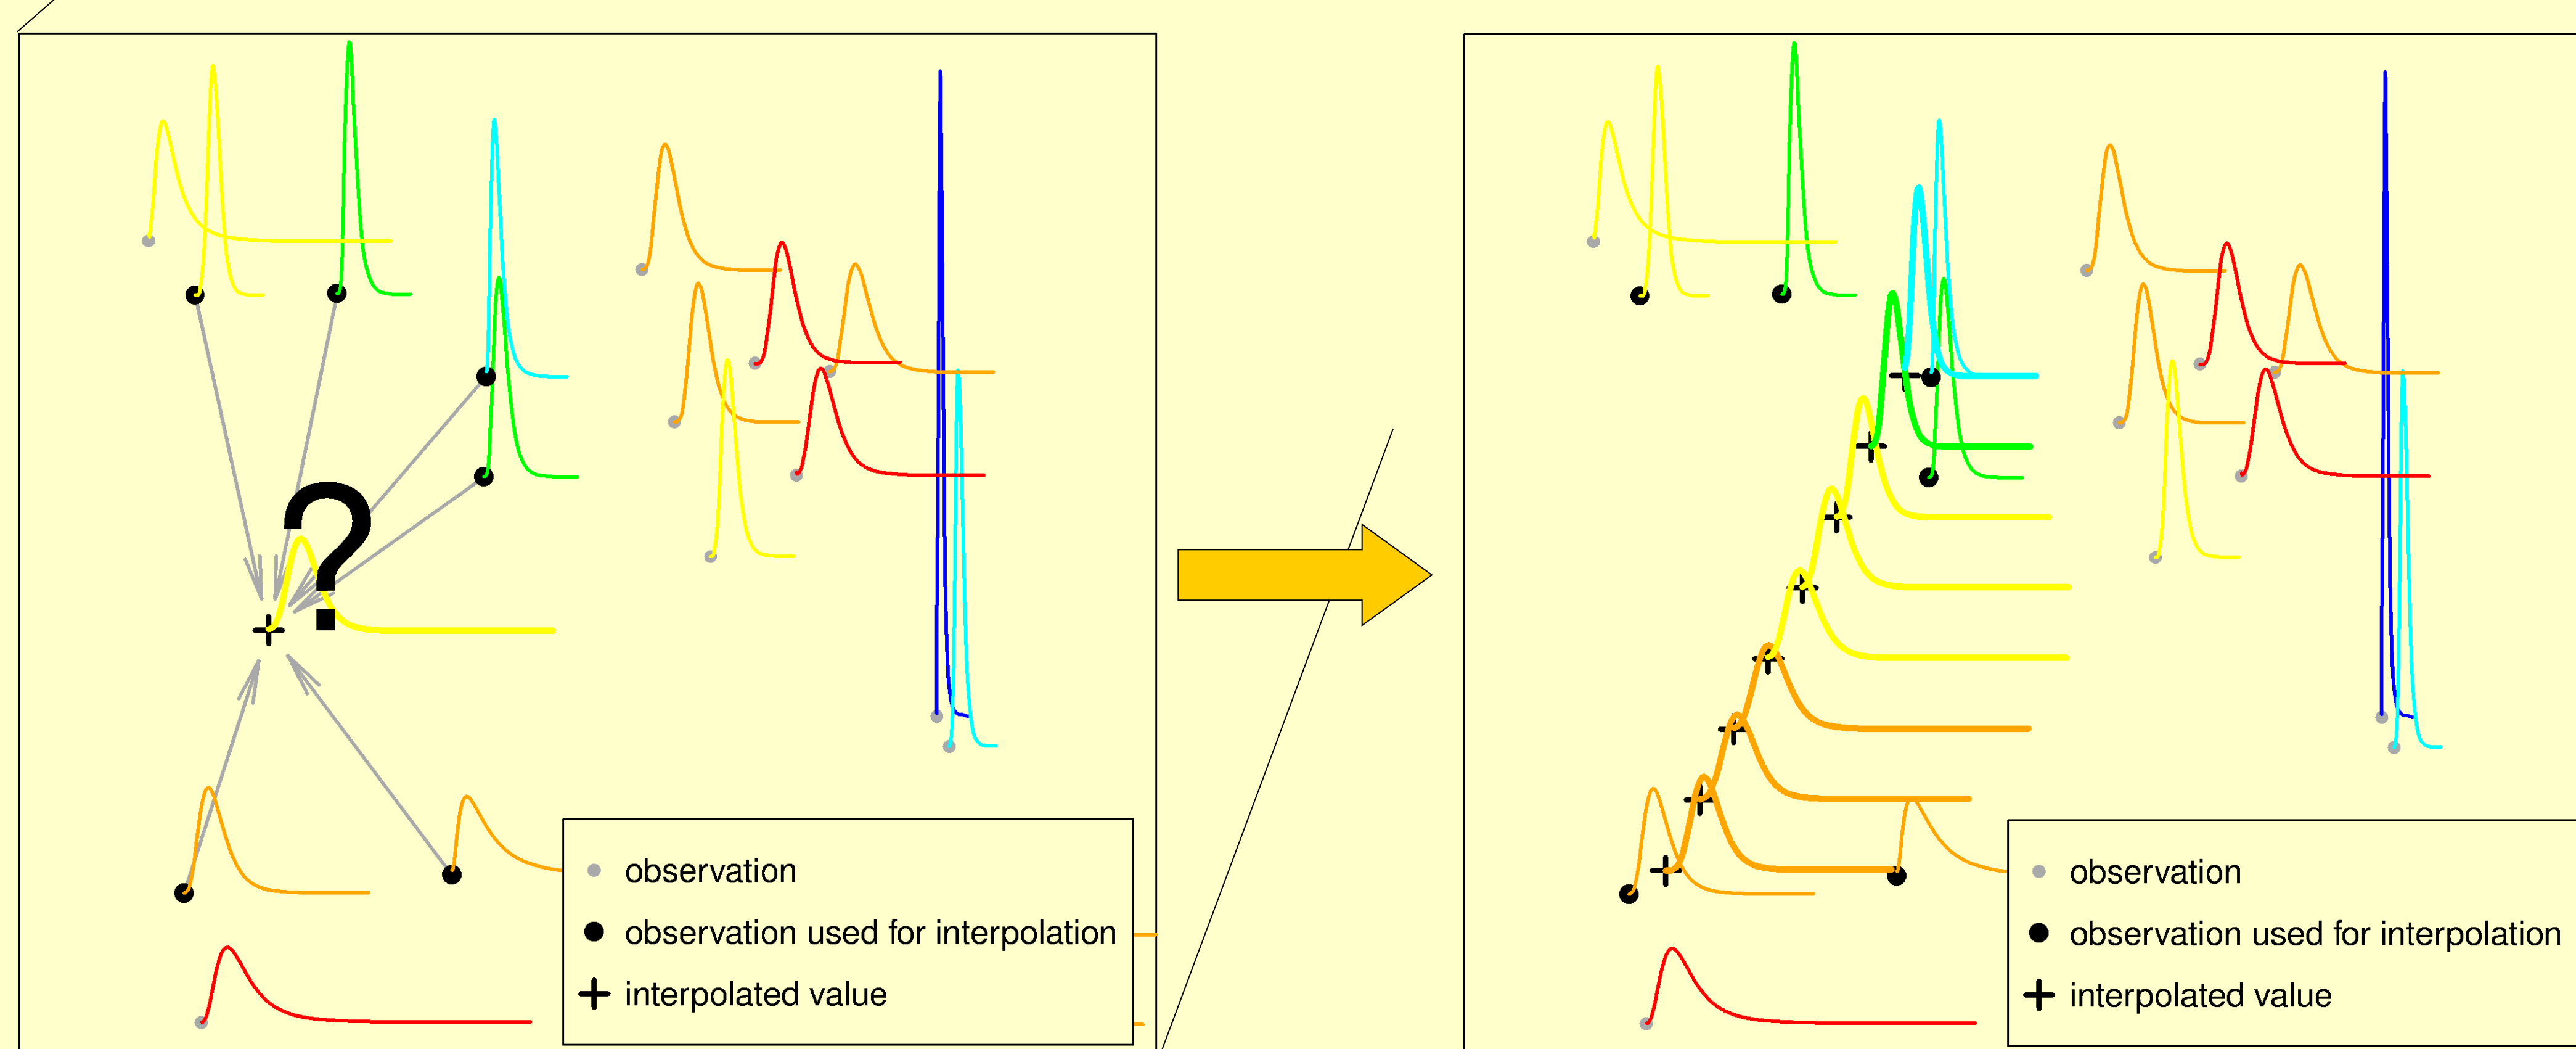 ?
observation
observation used for interpolation
interpolated value
observation
observation used for interpolation
interpolated value